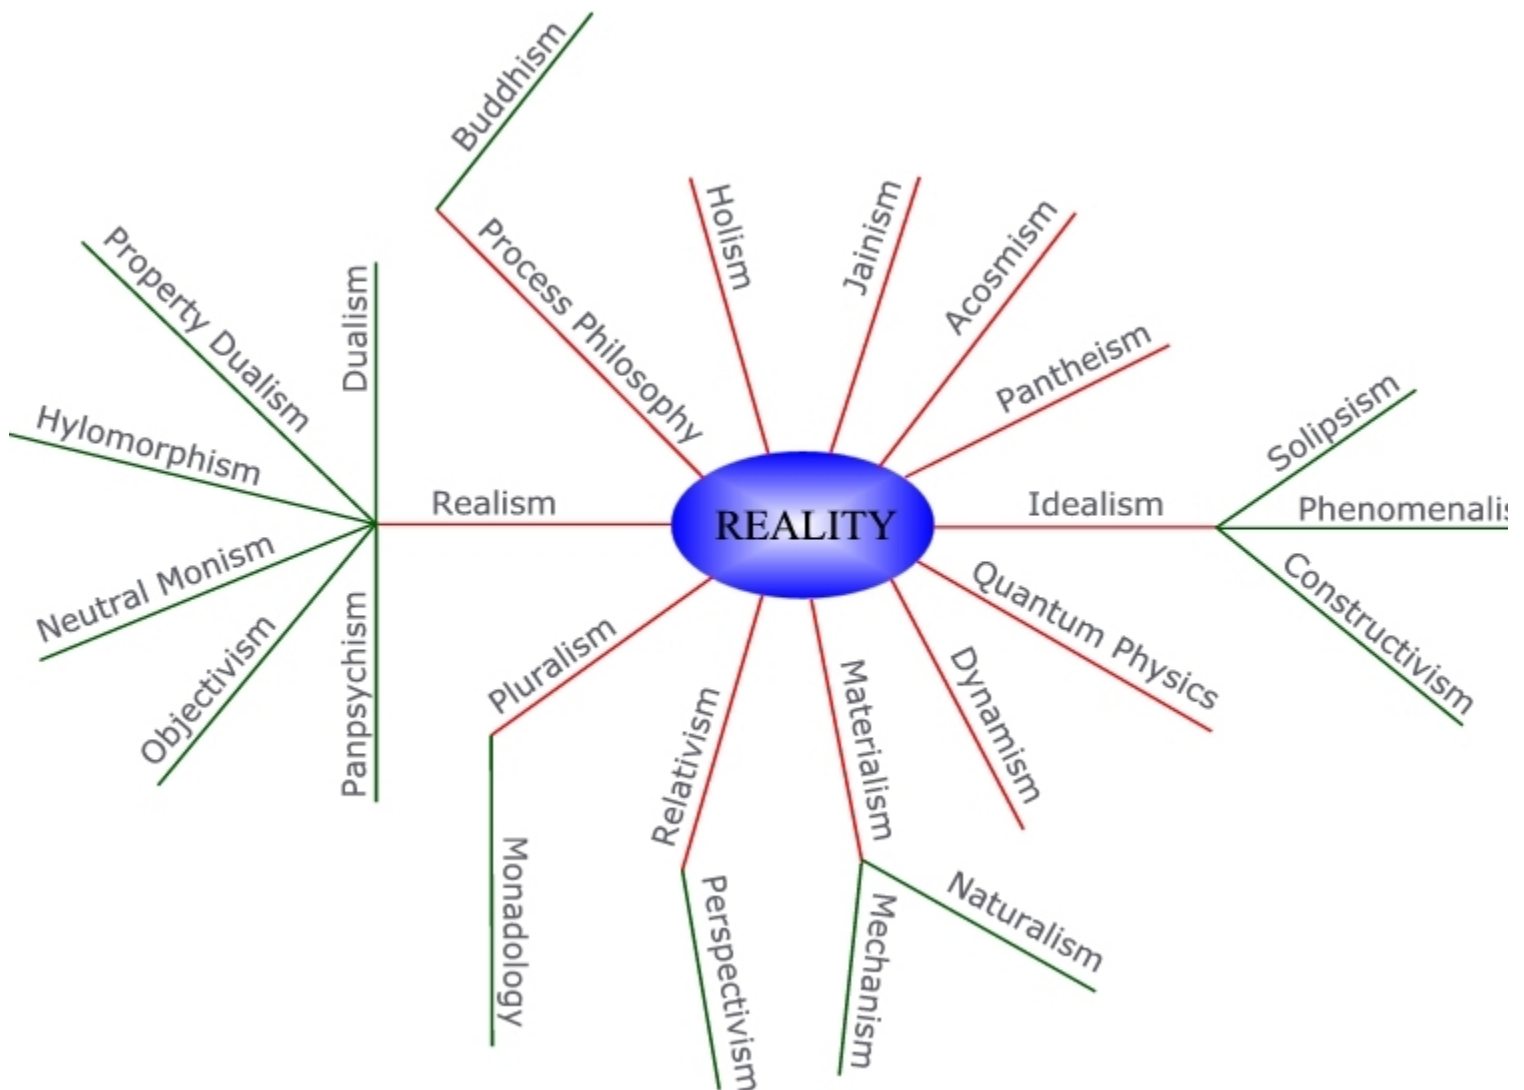 Buddhism
Process Philosophy
Holism
Jainism
Acosmism
Pantheism
Property Dualism
Dualism
Hylomorphism
Realism
REALITY
Idealism
Solipsism
Phenomenalis
Constructivism
Neutral Monism
Objectivism
Panpsychism
Pluralism
Monadology
Relativism
Perspectivism
Materialism
Mechanism
Naturalism
Dynamism
Quantum Physics